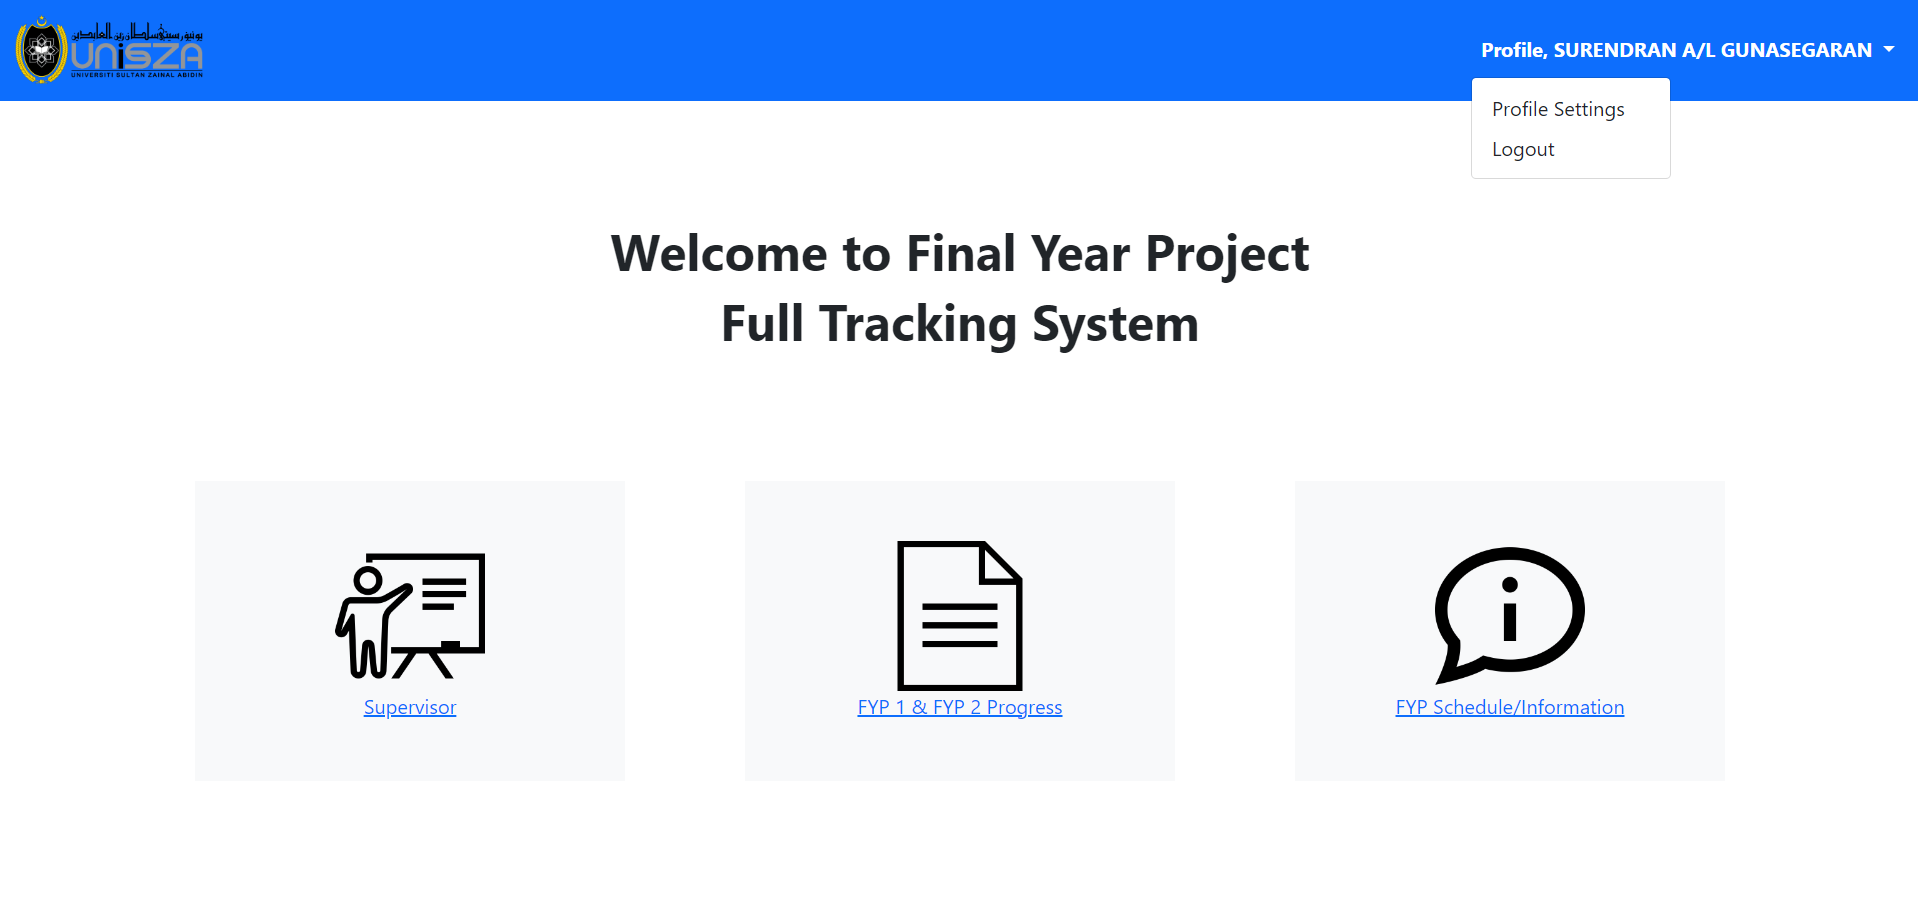 يونيۏرسيتي سلطان زين العابدين
UNISZA
UNIVERSITI SULTAN ZAINAL ABIDIN
Profile, SURENDRAN A/L GUNASEGARAN
Profile Settings
Logout
Welcome to Final Year Project
Full Tracking System
Supervisor
FYP 1 & FYP 2 Progress
FYP Schedule/Information